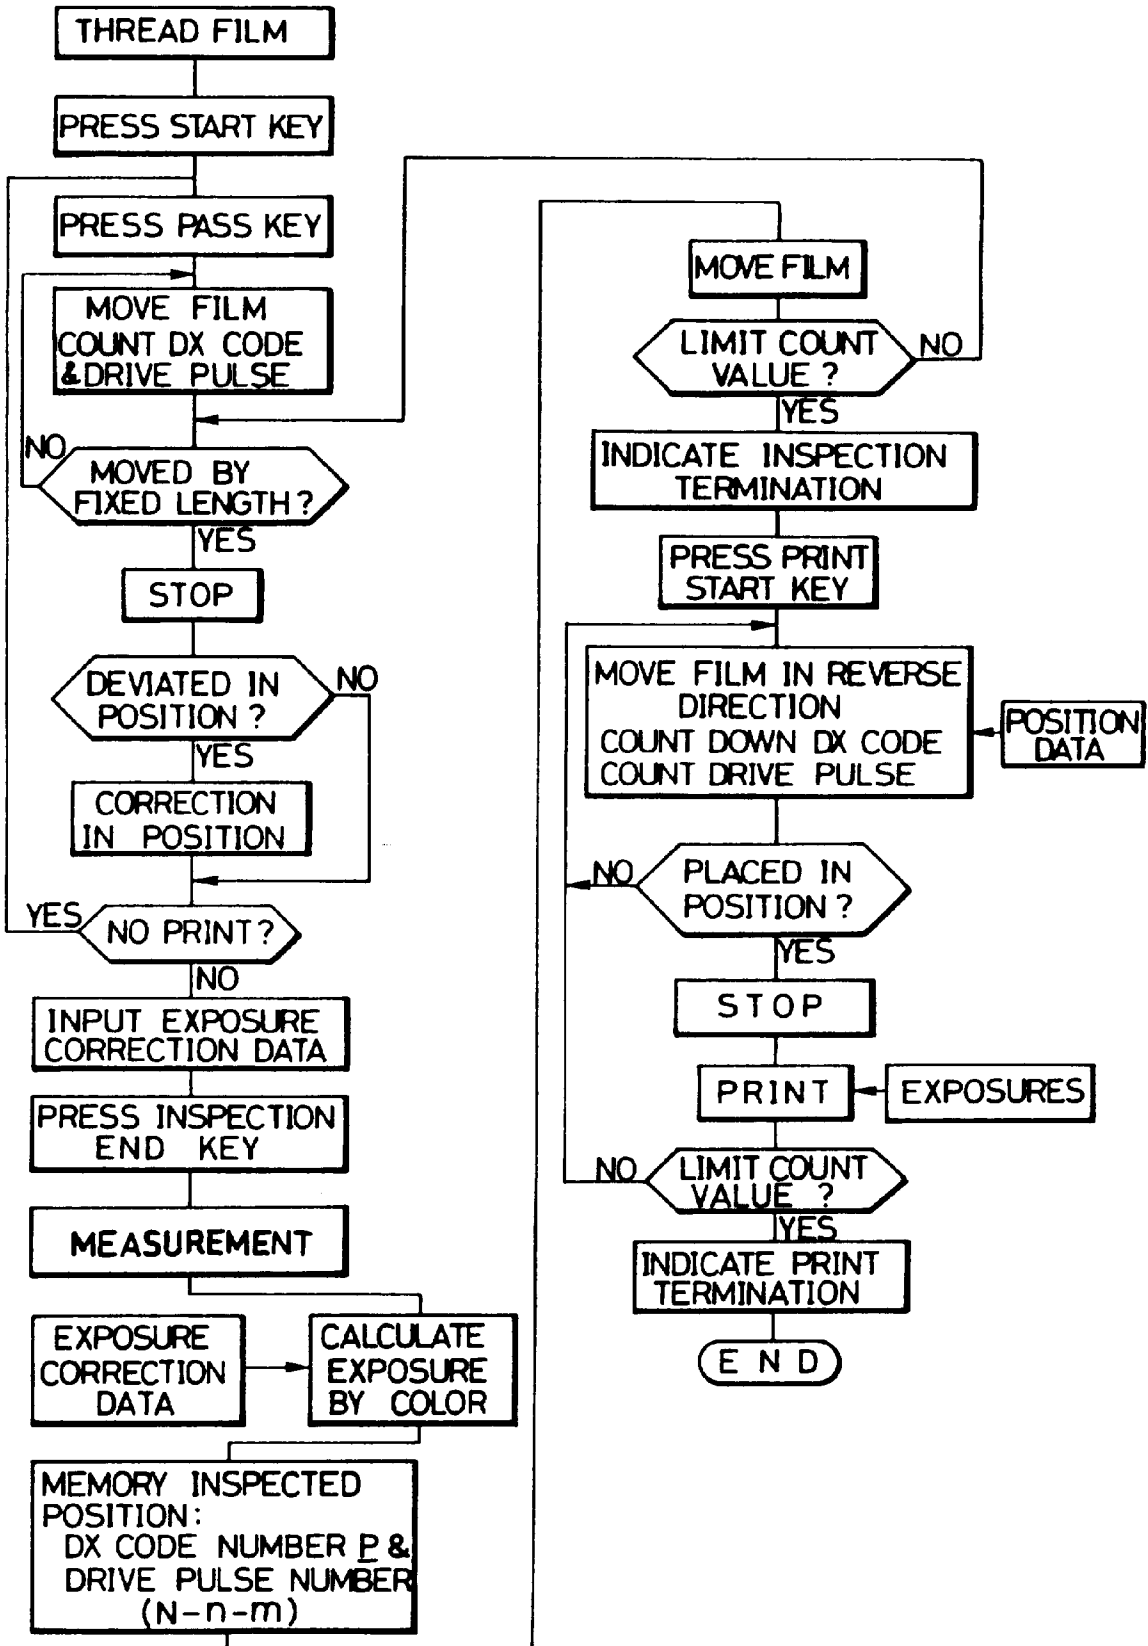 THREAD FILM
PRESS START KEY
PRESS PASS KEY
MOVE FILM
COUNT DX CODE
& DRIVE PULSE
NO
MOVED BY
FIXED LENGTH?
YES
STOP
DEVIATED IN
POSITION?
NO
YES
CORRECTION
IN POSITION
YES
NO PRINT?
NO
INPUT EXPOSURE
CORRECTION DATA
PRESS INSPECTION
END KEY
MEASUREMENT
EXPOSURE
CORRECTION
DATA
CALCULATE
EXPOSURE
BY COLOR
MEMORY INSPECTED
POSITION:
DX CODE NUMBER P &
DRIVE PULSE NUMBER
(N-n-m)
MOVE FILM
LIMIT COUNT
VALUE?
NO
YES
INDICATE INSPECTION
TERMINATION
PRESS PRINT
START KEY
MOVE FILM IN REVERSE
DIRECTION
COUNT DOWN DX CODE
COUNT DRIVE PULSE
POSITION
DATA
NO
PLACED IN
POSITION?
YES
STOP
PRINT
EXPOSURES
NO
LIMIT COUNT
VALUE ?
YES
INDICATE PRINT
TERMINATION
END